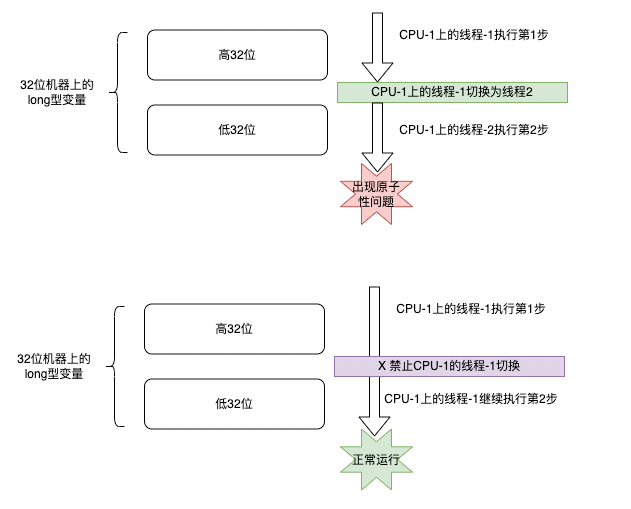 CPU-1上的线程-1执行第1步
高32位
32位机器上的
long型变量
CPU-1上的线程-1切换为线程2
低32位
CPU-1上的线程-2执行第2步
出现原子
性问题
CPU-1上的线程-1执行第1步
高32位
32位机器上的
long型变量
X 禁止CPU-1的线程-1切换
低32位
CPU-1上的线程-1继续执行第2步
正常运行